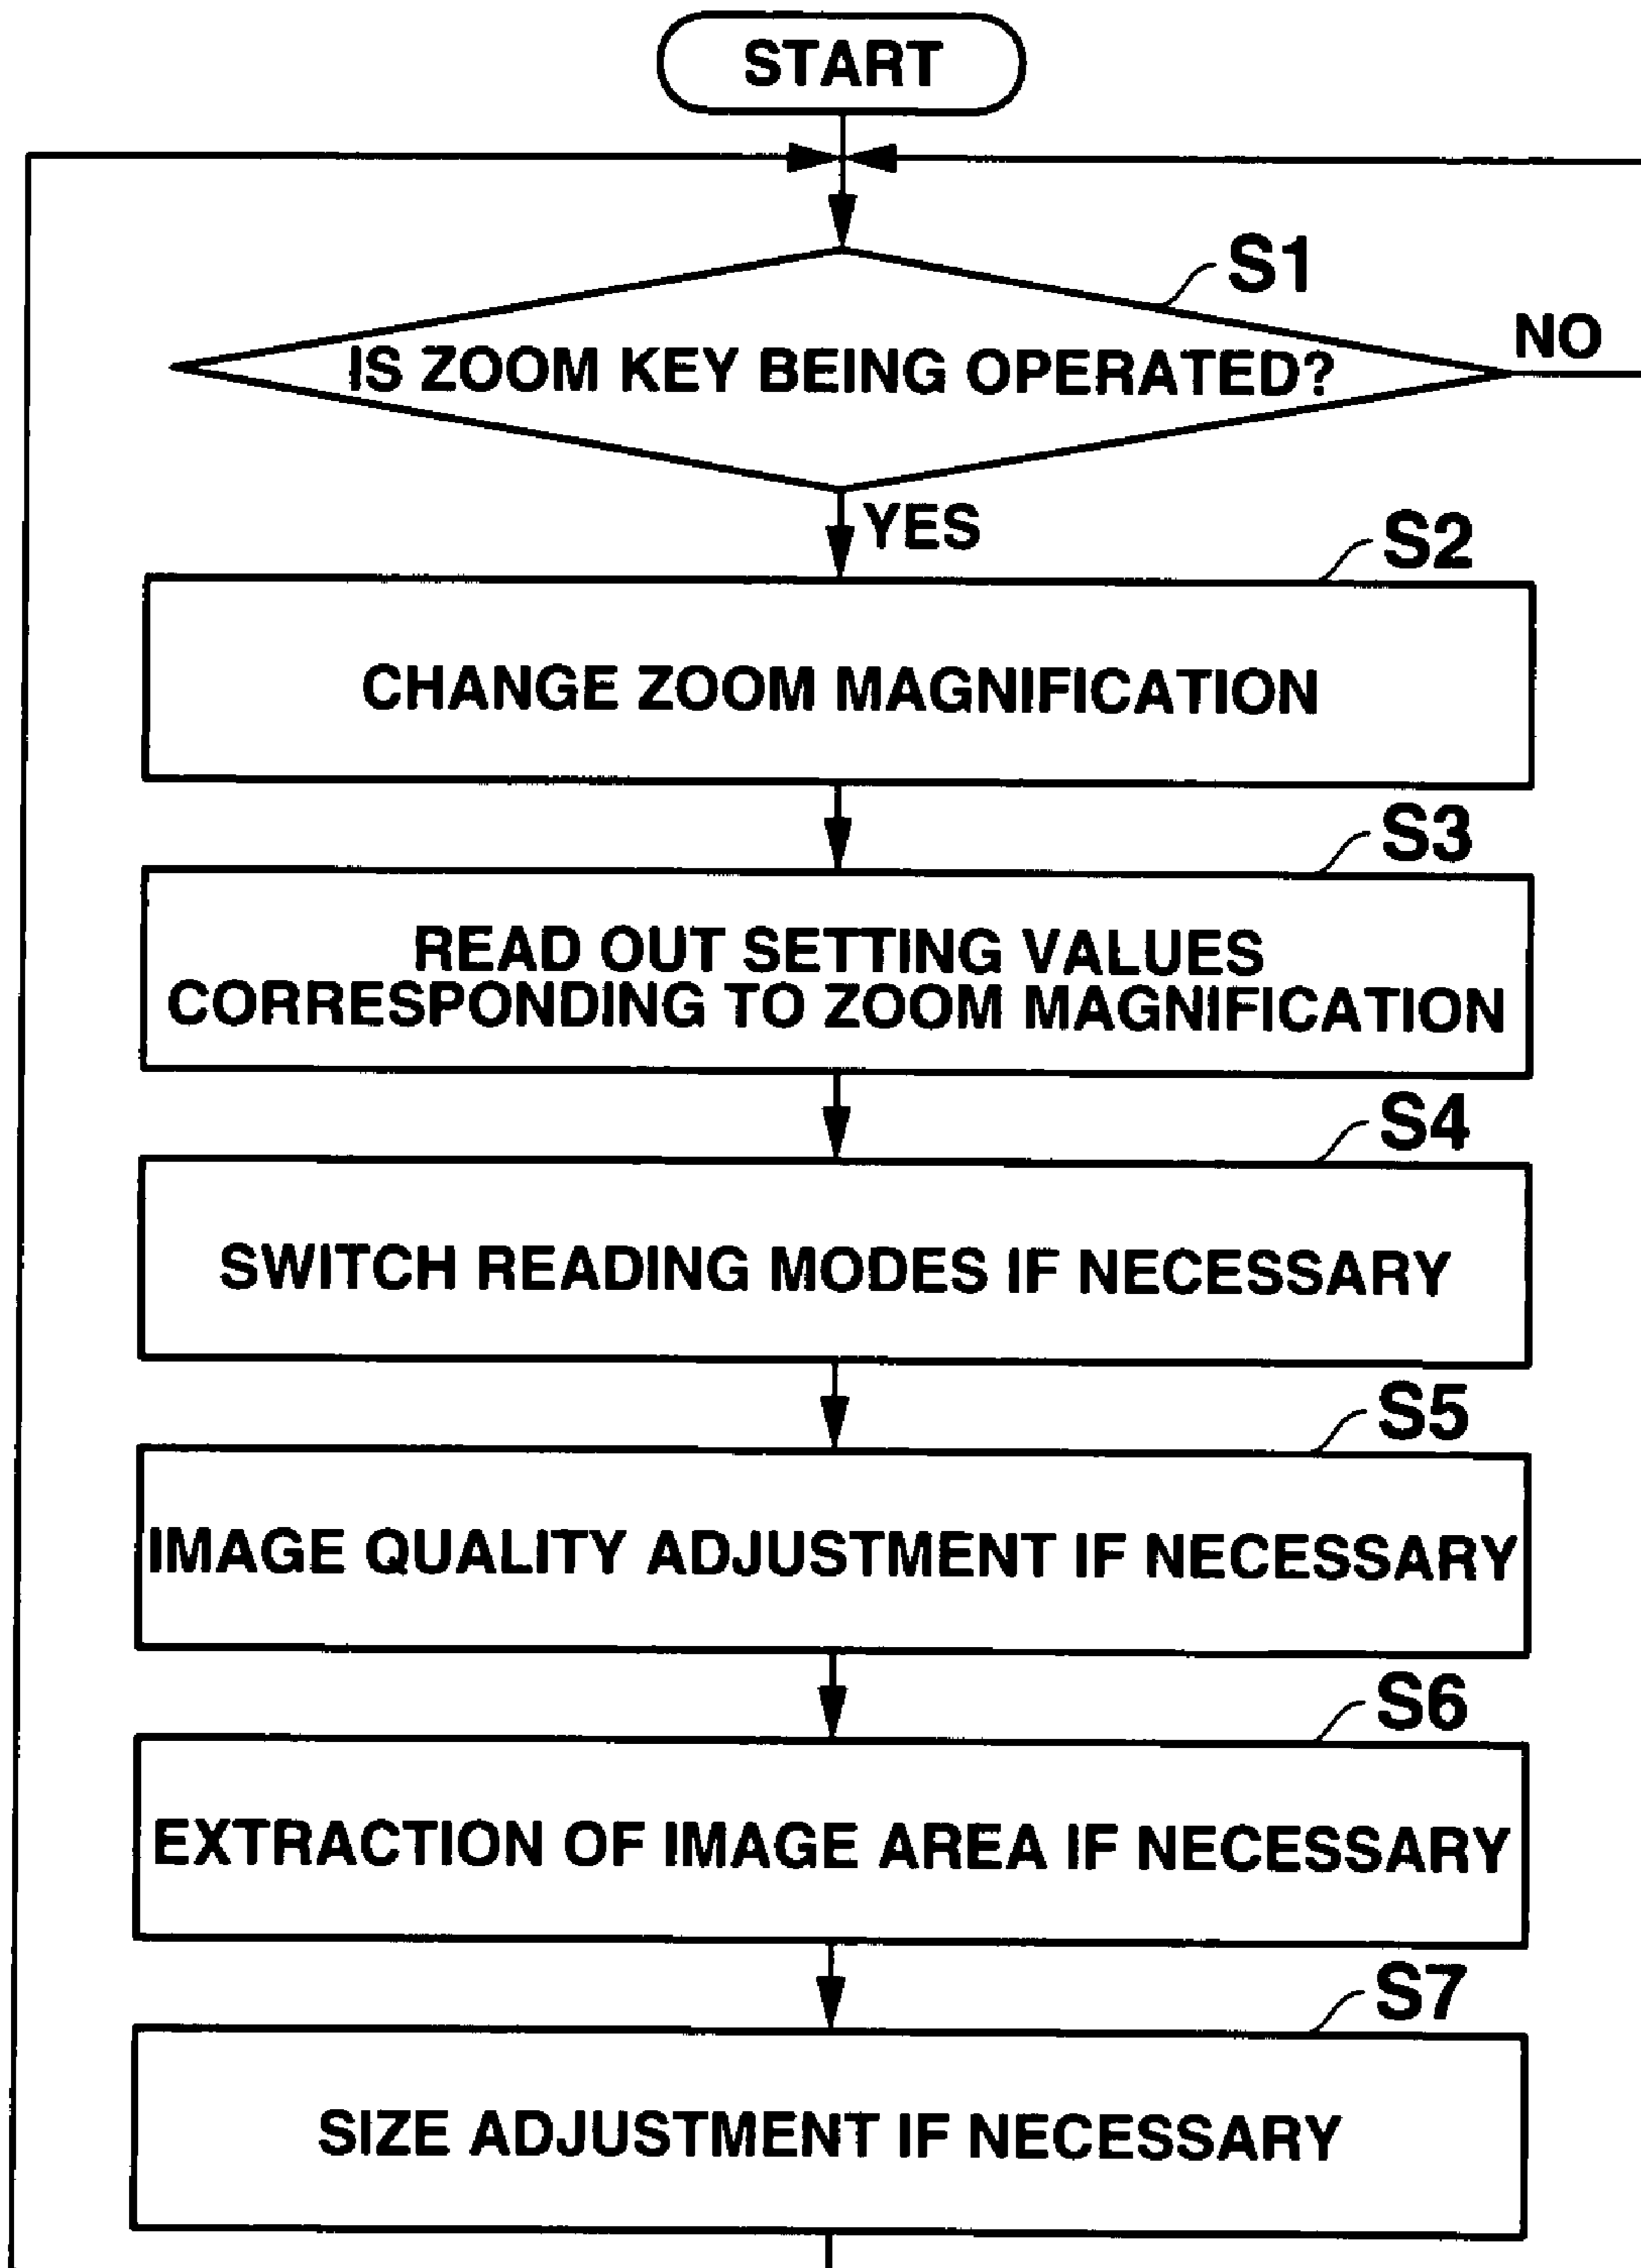 START
S1
IS ZOOM KEY BEING OPERATED?
NO
YES
S2
CHANGE ZOOM MAGNIFICATION
S3
READ OUT SETTING VALUES
CORRESPONDING TO ZOOM MAGNIFICATION
S4
SWITCH READING MODES IF NECESSARY
S5
IMAGE QUALITY ADJUSTMENT IF NECESSARY
S6
EXTRACTION OF IMAGE AREA IF NECESSARY
S7
SIZE ADJUSTMENT IF NECESSARY